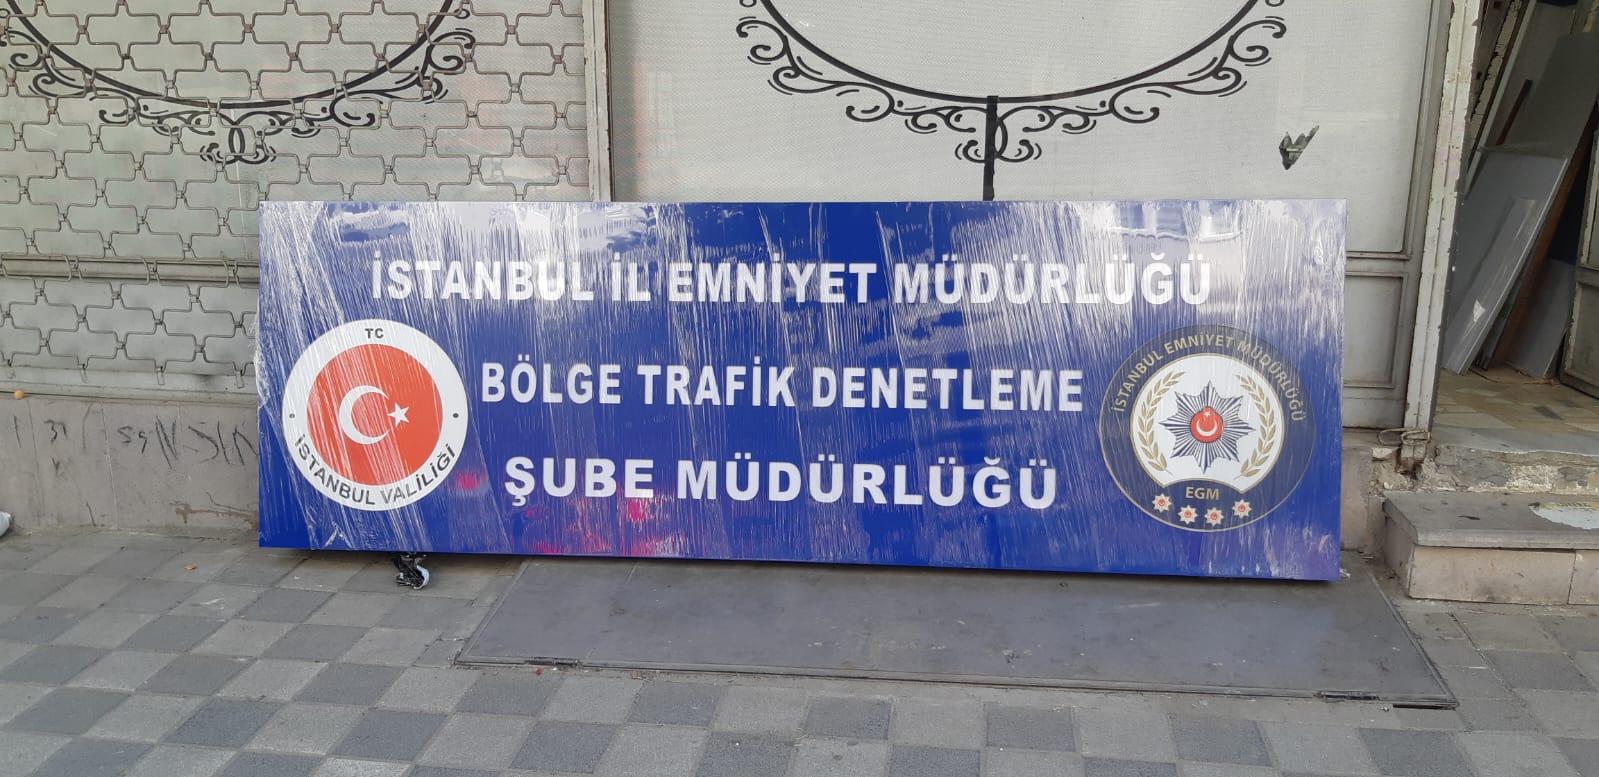 İSTANBUL İL EMNİYET MÜDÜRLÜĞÜ
BÖLGE TRAFİK DENETLEME
ŞUBE MÜDÜRLÜĞÜ
TC
İSTANBUL VALİLİĞİ
İSTANBUL EMNİYET MÜDÜRLÜĞÜ
EGM